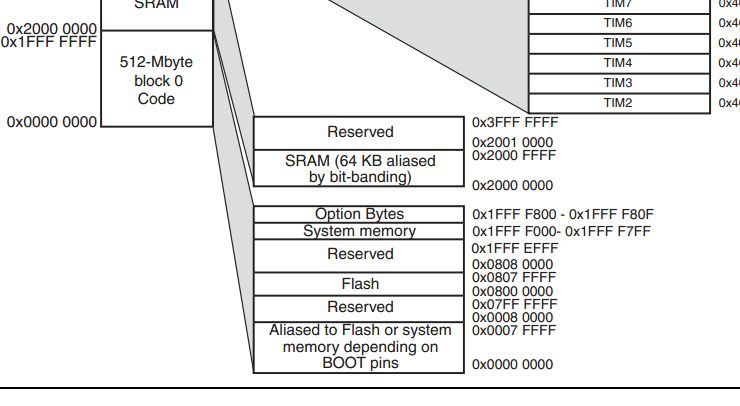 SRAM
0x2000 0000
0x1FFF FFFF
512-Mbyte
block 0
Code
0x0000 0000
TIM7
TIM6
TIM5
TIM4
TIM3
TIM2
Reserved
0x3FFF FFFF
0x2001 0000
SRAM (64 KB aliased
by bit-banding)
0x2000 FFFF
0x2000 0000
Option Bytes
0x1FFF F800 - 0x1FFF F80F
System memory
0x1FFF F000- 0x1FFF F7FF
Reserved
0x1FFF EFFF
0x0808 0000
Flash
0x0807 FFFF
0x0800 0000
Reserved
0x07FF FFFF
0x0008 0000
Aliased to Flash or system
memory depending on
BOOT pins
0x0007 FFFF
0x0000 0000